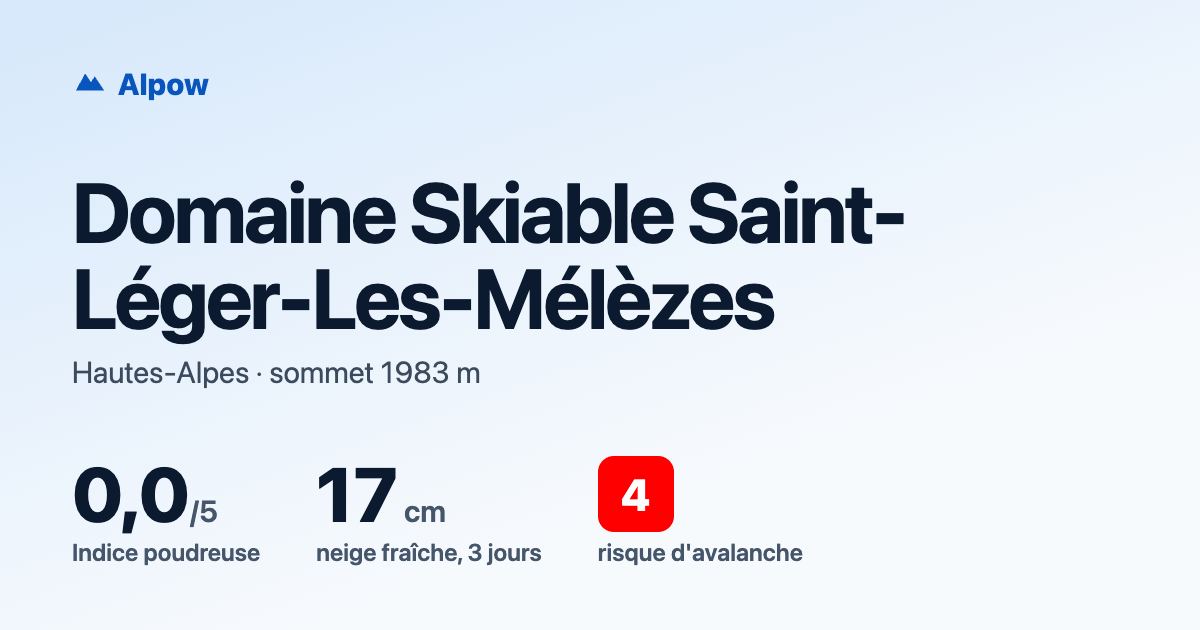 Alpow
Domaine Skiable Saint-
Léger-Les-Mélèzes
Hautes-Alpes · sommet 1983 m
0,0/5 17 cm 4
Indice poudreuse neige fraîche, 3 jours risque d'avalanche